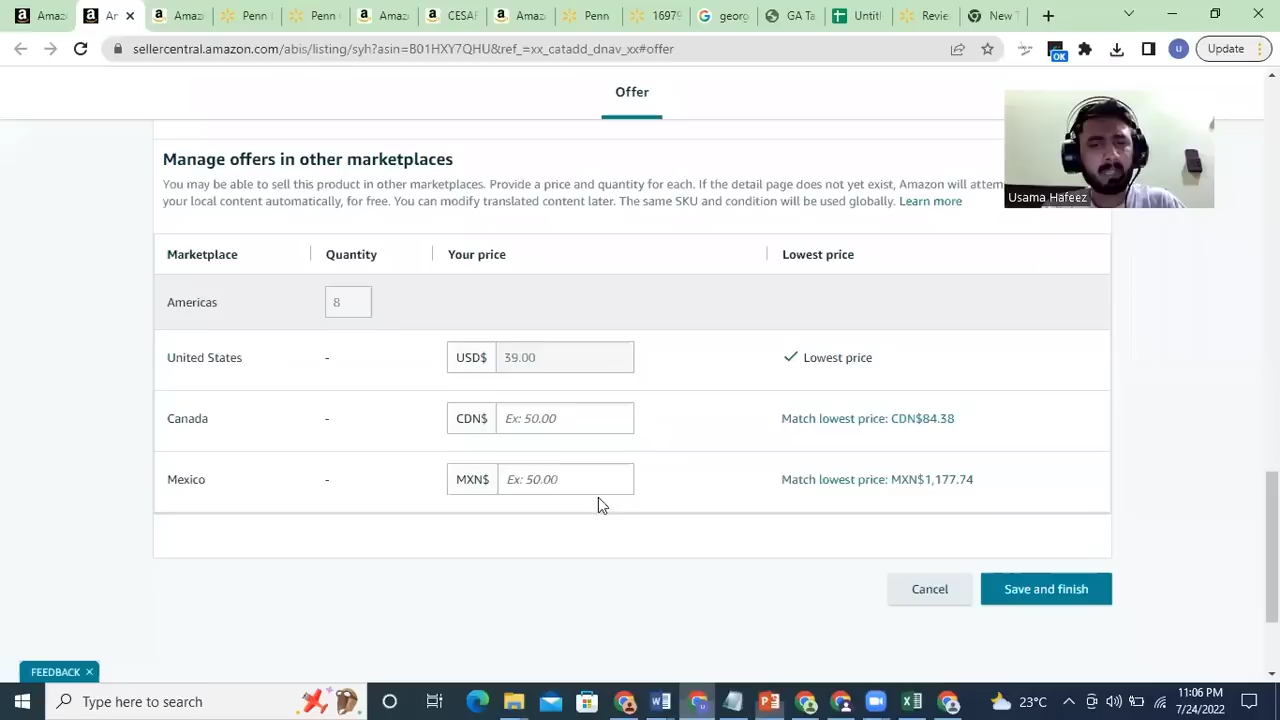 Ama
Ar
Amaz
Penn
Penn
Amaz
CESAF
Amaz
Penn
16979
georg
GA Ta
Untitl
Revie
New T
sellercentral.amazon.com/abis/listing/syh?asin=B01HXY7QHU&ref_=xx_catadd_dnav_xx#offer
OK
u
Update
Offer
Manage offers in other marketplaces
You may be able to sell this product in other marketplaces. Provide a price and quantity for each. If the detail page does not yet exist, Amazon will attem
your local content automatically, for free. You can modify translated content later. The same SKU and condition will be used globally. Learn more
Usama Hafeez
Marketplace Quantity Your price Lowest price
Americas 8
United States - USD$ 39.00 Lowest price
Canada - CDN$ Ex: 50.00 Match lowest price: CDN$84.38
Mexico - MXN$ Ex: 50.00 Match lowest price: MXN$1,177.74
Cancel Save and finish
FEEDBACK ×
Type here to search
23°C
11:06 PM
7/24/2022